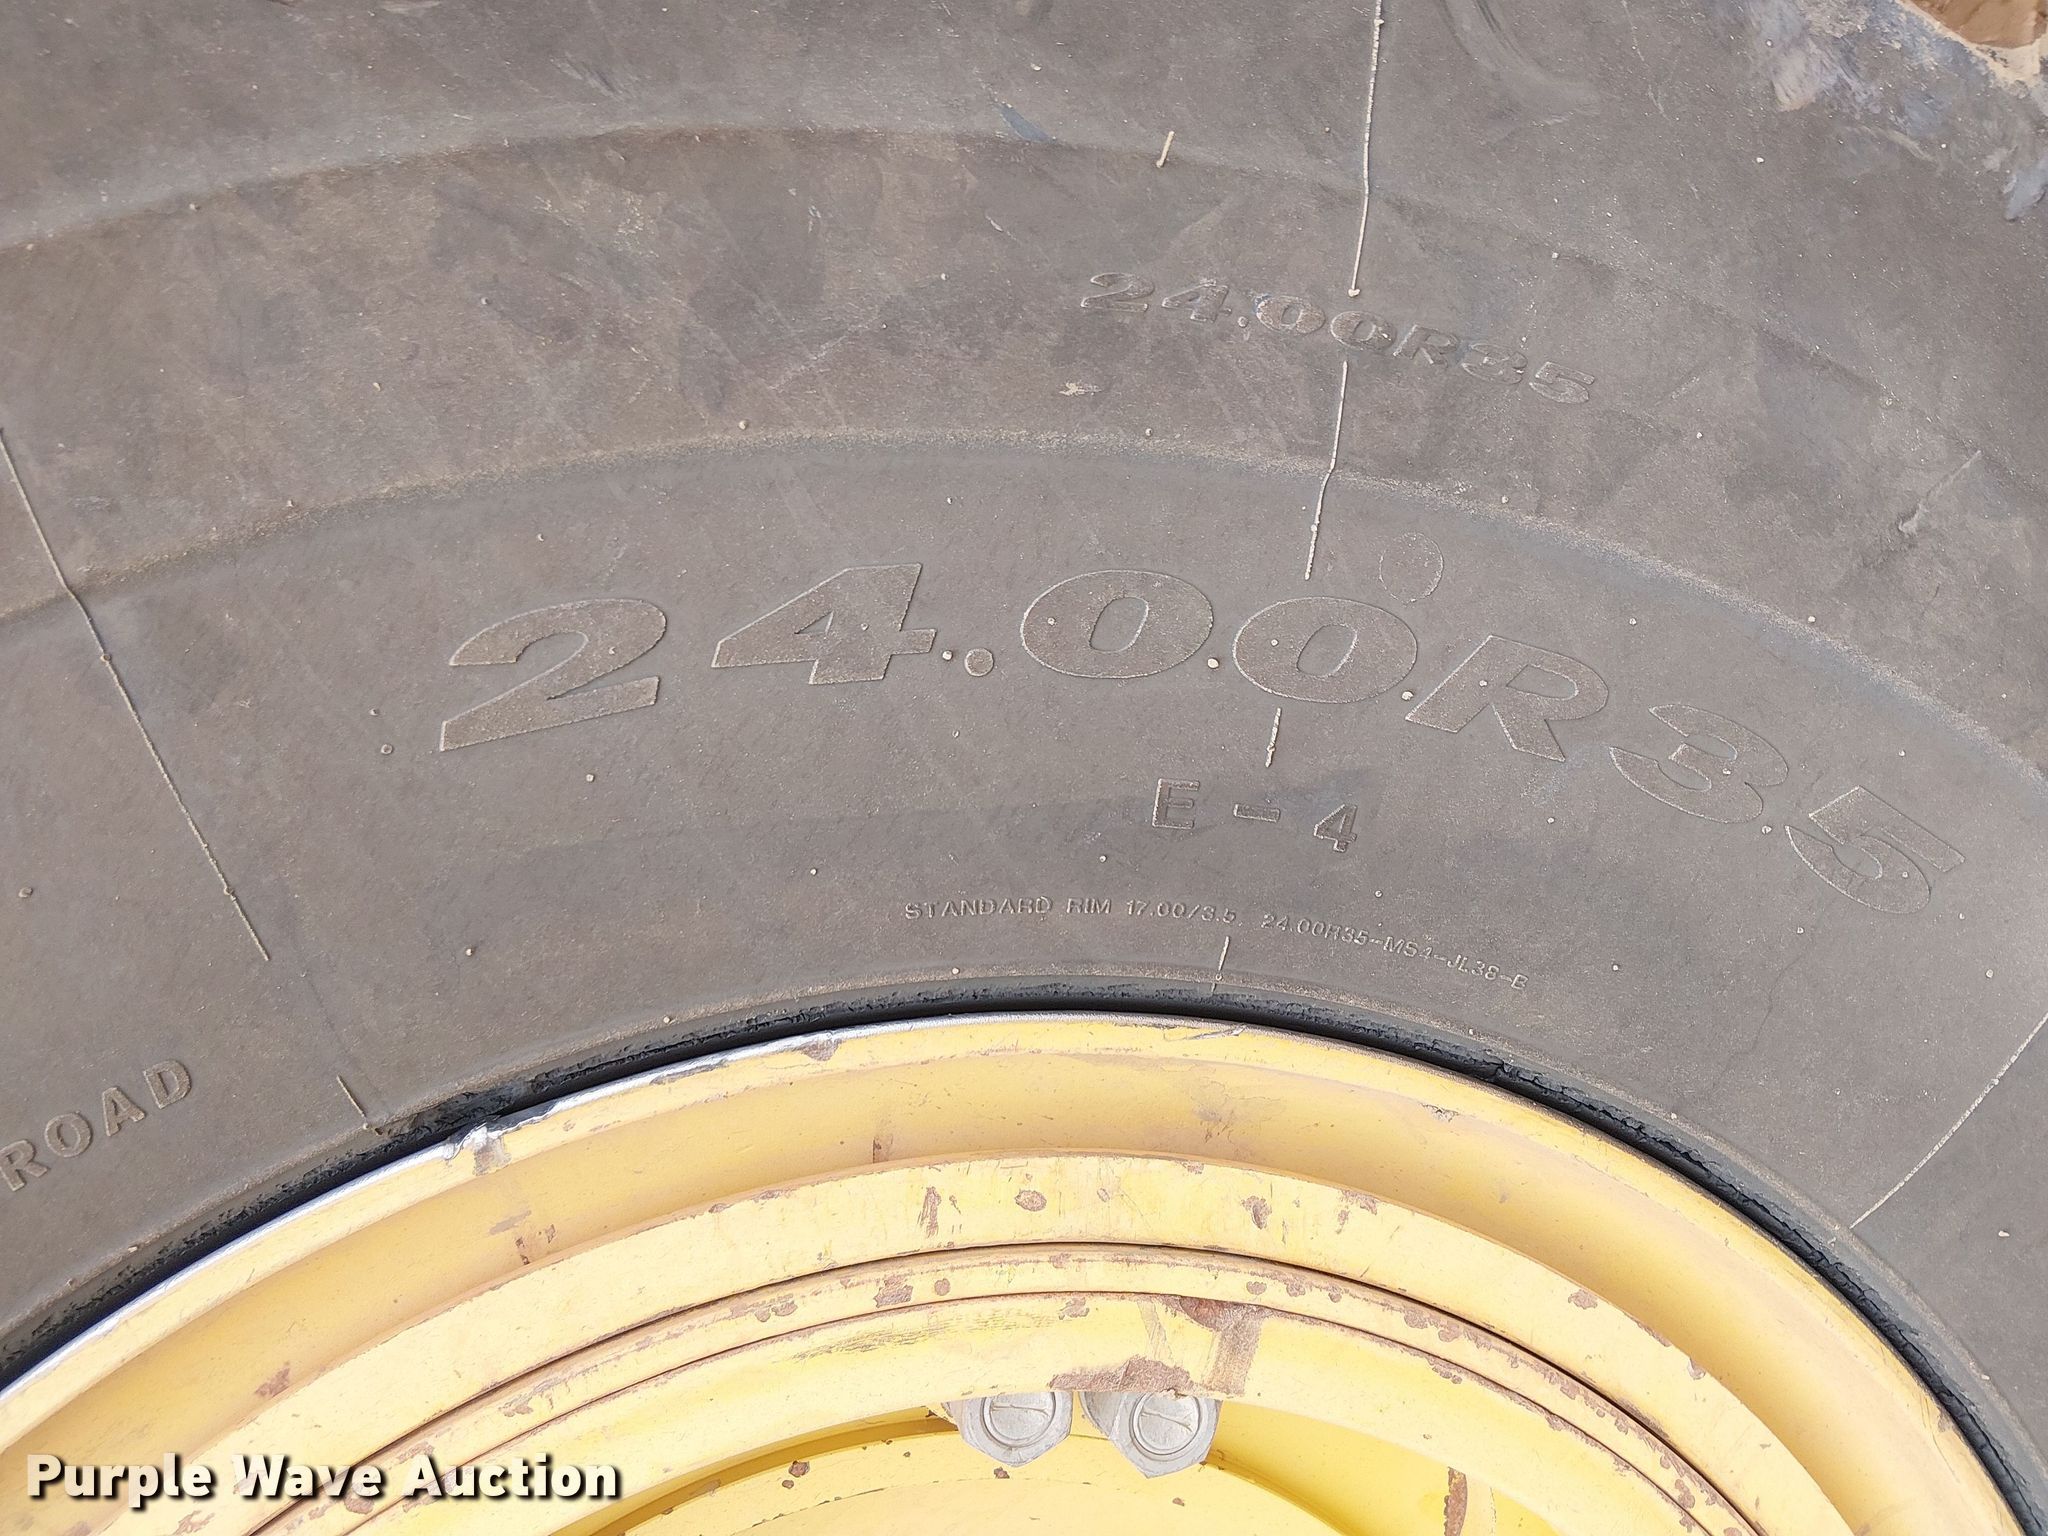 24.00R35
24.00R35
E-4
STANDARD RIM 17.00/3.5 24.00R35-MS4-JL38-B
ROAD
Purple Wave Auction